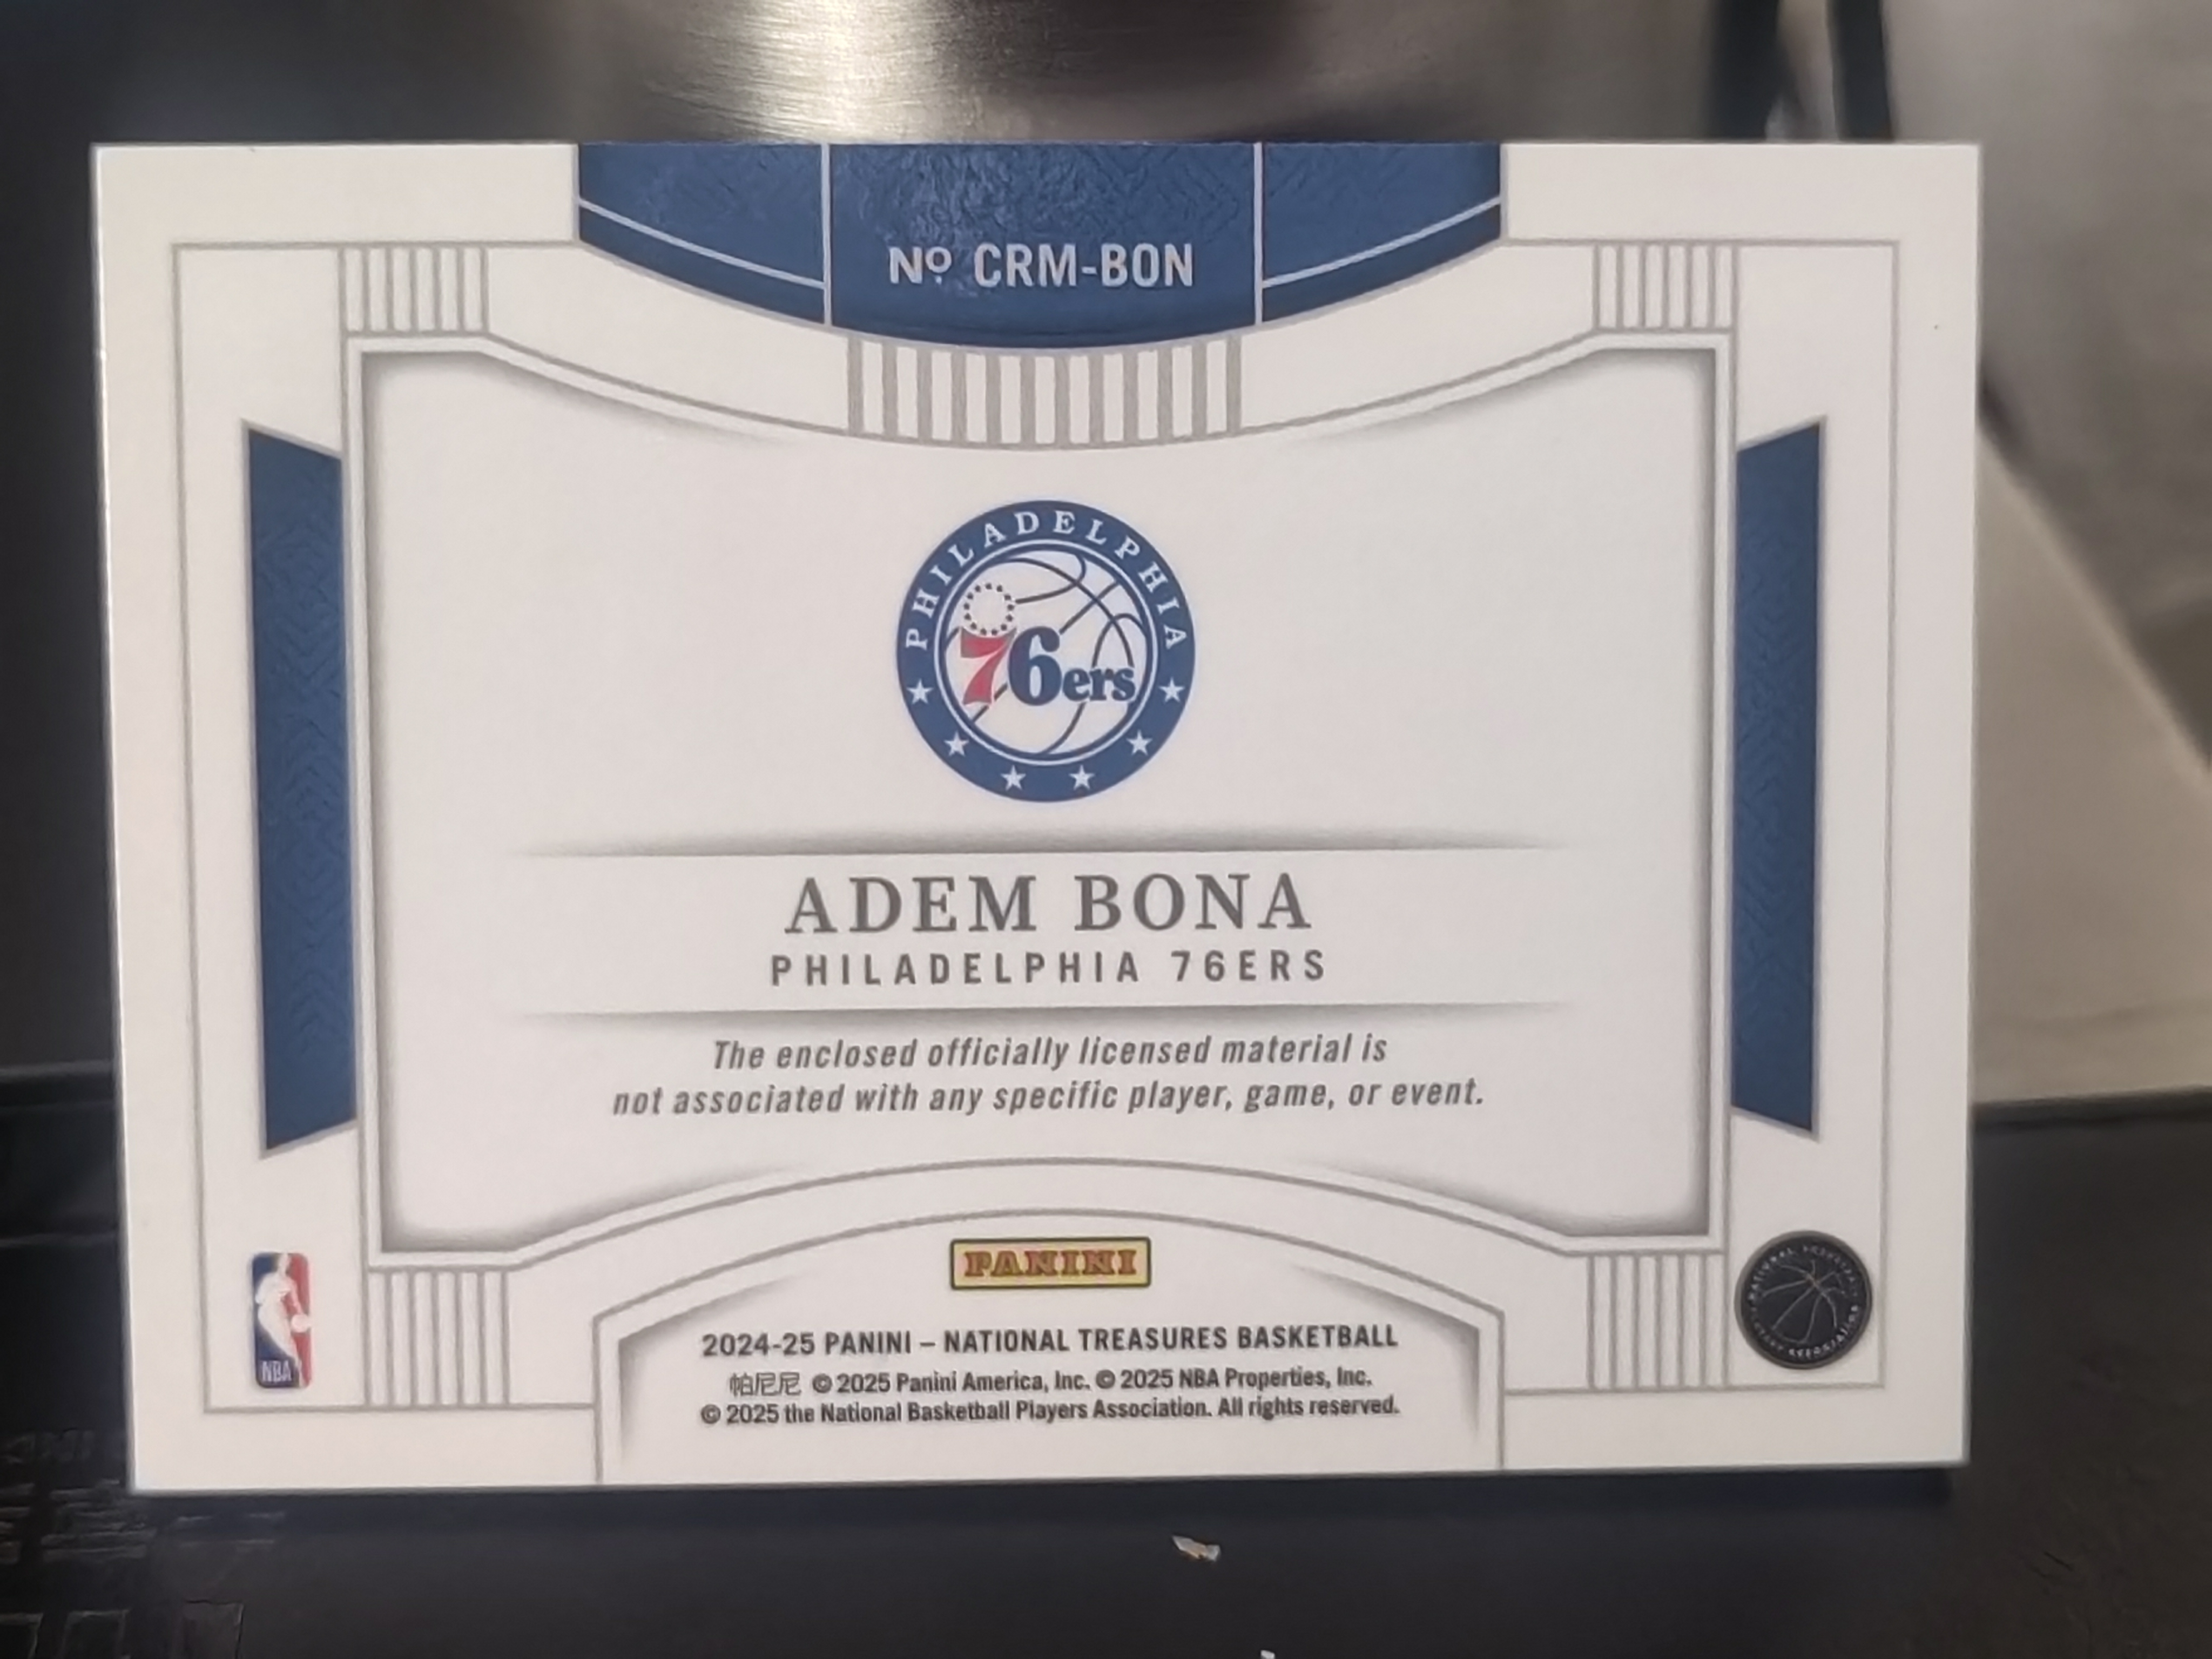 Nº CRM-BON
PHILADELPHIA
76ers
ADEM BONA
PHILADELPHIA 76ERS
The enclosed officially licensed material is
not associated with any specific player, game, or event.
PANINI
2024-25 PANINI – NATIONAL TREASURES BASKETBALL
帕尼尼 © 2025 Panini America, Inc. © 2025 NBA Properties, Inc.
© 2025 the National Basketball Players Association. All rights reserved.
NBA